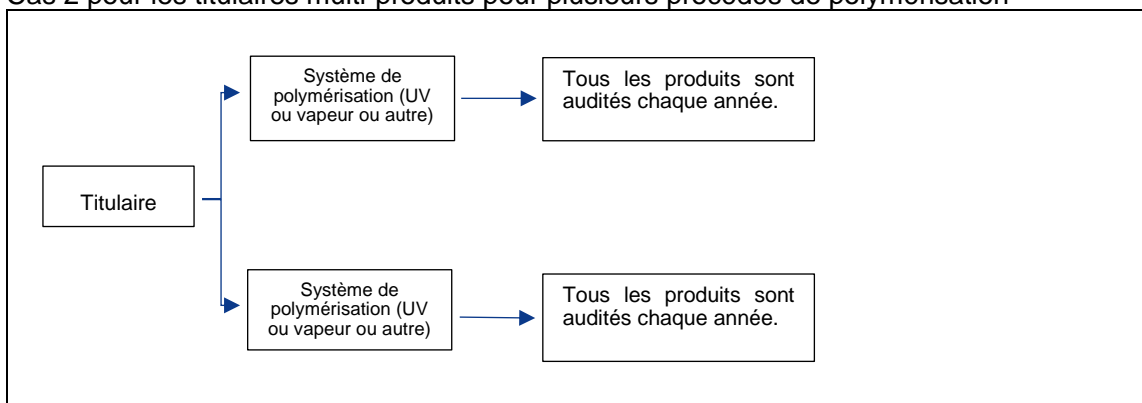 Cas 2 pour les titulaires multi-produits pour plusieurs procédés de polymérisation
Système de
polymérisation (UV
ou vapeur ou autre)
Tous les produits sont
audités chaque année.
Titulaire
Système de
polymérisation (UV
ou vapeur ou autre)
Tous les produits sont
audités chaque année.